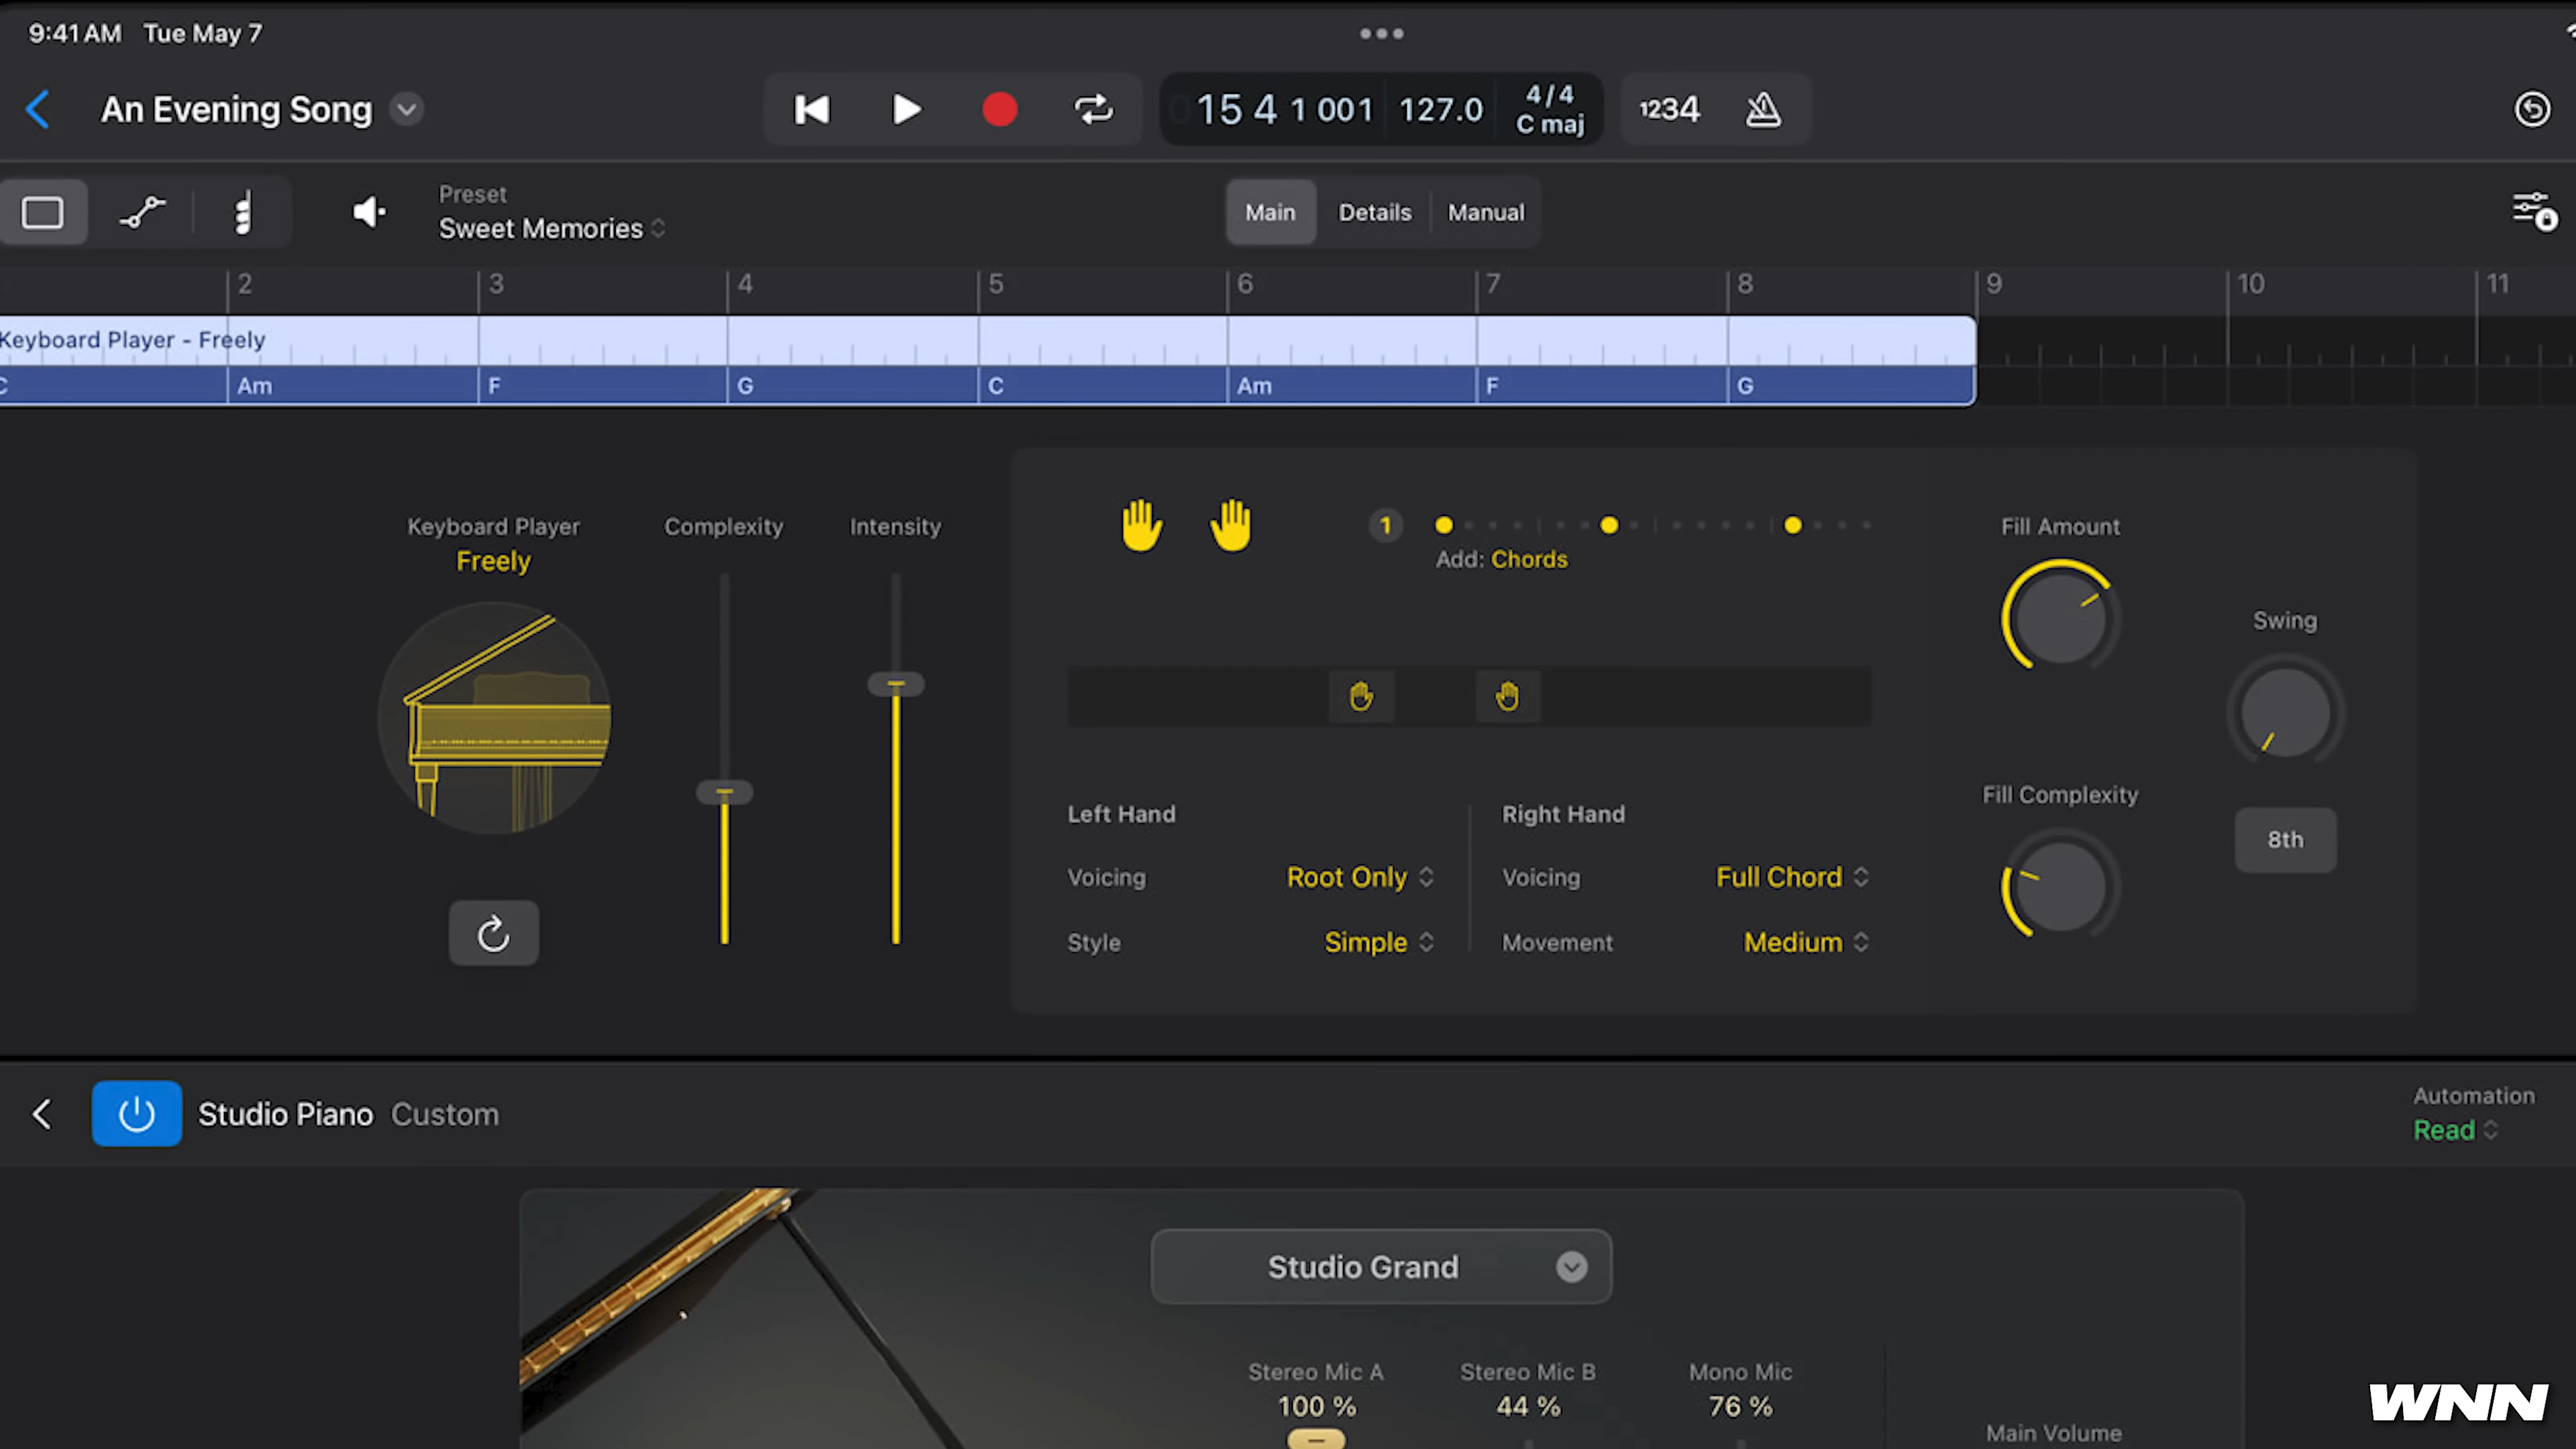 9:41 AM Tue May 7
An Evening Song
15 4 1 001 127.0 4/4 C maj
1234
Preset
Sweet Memories
Main Details Manual
2 3 4 5 6 7 8 9 10 11
Keyboard Player - Freely
C Am F G C Am F G
Keyboard Player
Freely
Complexity
Intensity
1
Add: Chords
Fill Amount
Swing
Left Hand
Voicing Root Only
Style Simple
Right Hand
Voicing Full Chord
Movement Medium
Fill Complexity
8th
Studio Piano Custom
Automation
Read
Studio Grand
Stereo Mic A
100 %
Stereo Mic B
44 %
Mono Mic
76 %
Main Volume
WNN